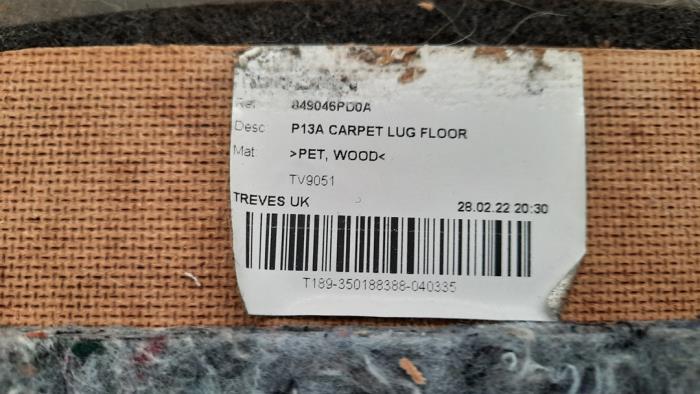 Ref: 849046PD0A
Desc: P13A CARPET LUG FLOOR
Mat: >PET, WOOD<
TV9051
TREVES UK 28.02.22 20:30
T189-350188388-040335